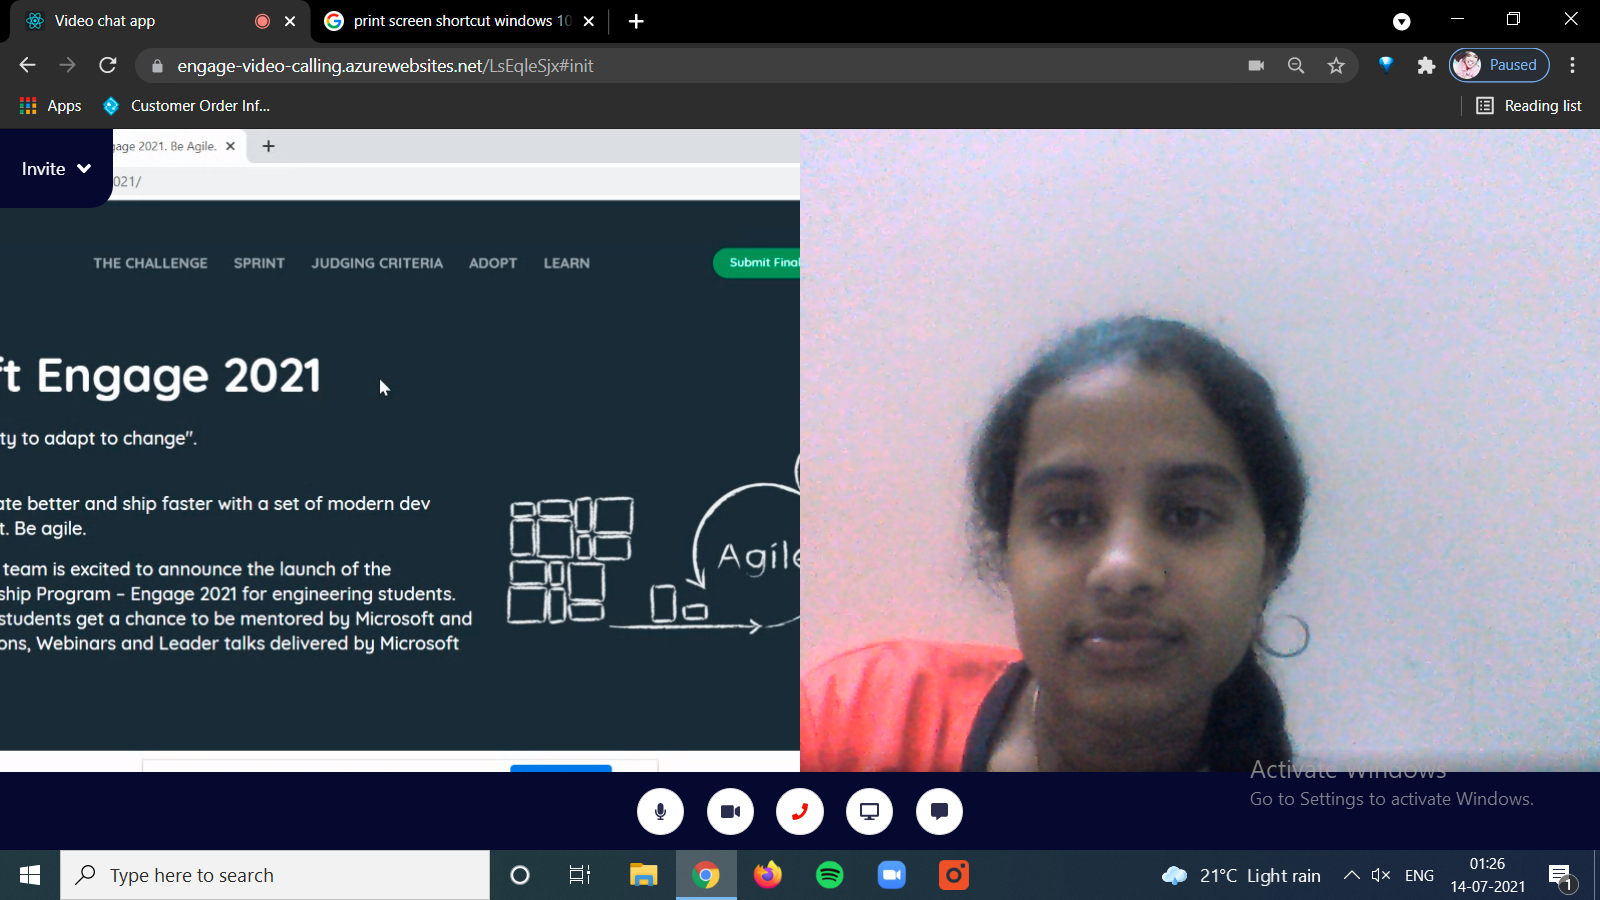 Video chat app
print screen shortcut windows 10
engage-video-calling.azurewebsites.net/LsEqleSjx#init
Paused
Apps
Customer Order Inf...
Reading list
Invite
gage 2021. Be Agile.
021/
THE CHALLENGE SPRINT JUDGING CRITERIA ADOPT LEARN
Submit Final
ft Engage 2021
ty to adapt to change".
ate better and ship faster with a set of modern dev
t. Be agile.
team is excited to announce the launch of the
ship Program – Engage 2021 for engineering students.
students get a chance to be mentored by Microsoft and
ons, Webinars and Leader talks delivered by Microsoft
Agile
Activate Windows
Go to Settings to activate Windows.
Type here to search
21°C Light rain
ENG
01:26
14-07-2021
1